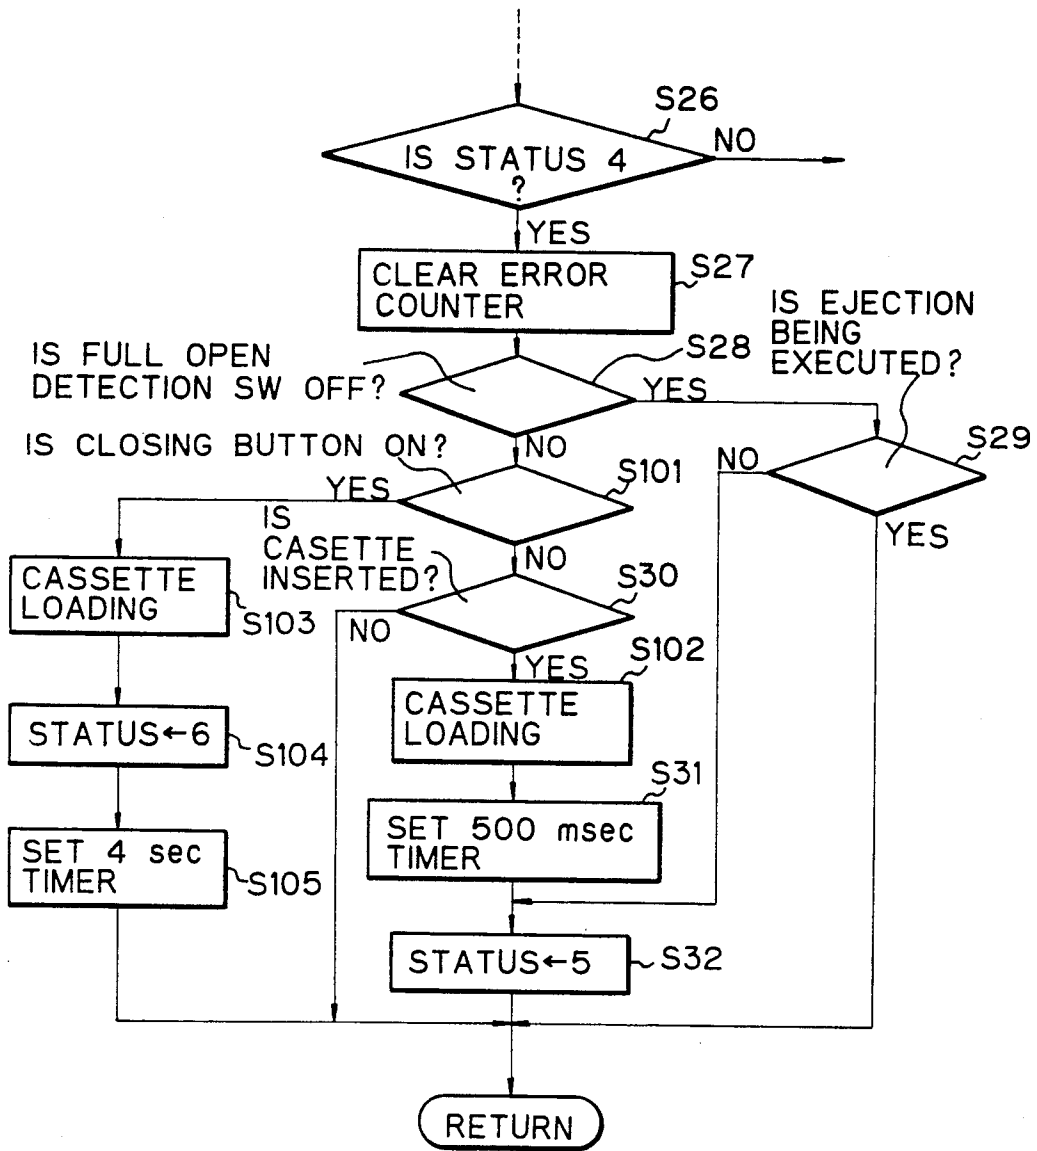 S26
IS STATUS 4
?
NO
YES
CLEAR ERROR
COUNTER
S27
IS EJECTION
BEING
EXECUTED?
IS FULL OPEN
DETECTION SW OFF?
S28
YES
NO
IS CLOSING BUTTON ON?
S29
NO
YES
S101
YES
NO
IS
CASETTE
INSERTED?
S30
NO
YES
CASSETTE
LOADING
S103
S102
CASSETTE
LOADING
STATUS←6
S104
S31
SET 500 msec
TIMER
SET 4 sec
TIMER
S105
STATUS←5
S32
RETURN